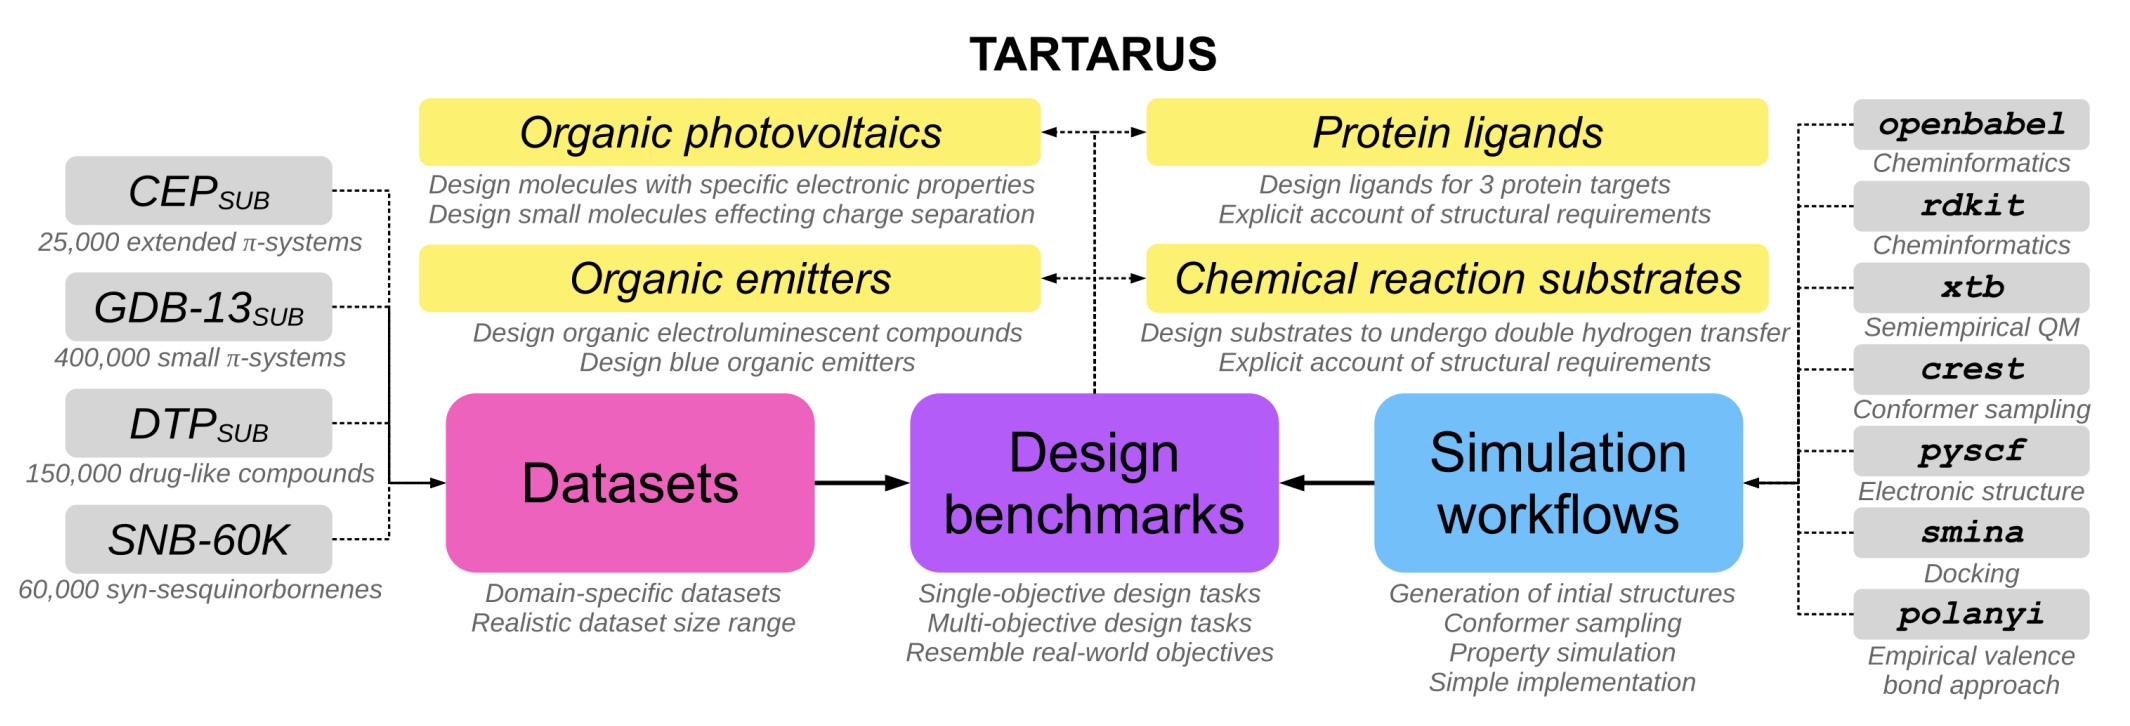 TARTARUS
CEP SUB
25,000 extended π-systems
GDB-13 SUB
400,000 small π-systems
DTP SUB
150,000 drug-like compounds
SNB-60K
60,000 syn-sesquinorbornenes
Organic photovoltaics
Design molecules with specific electronic properties
Design small molecules effecting charge separation
Organic emitters
Design organic electroluminescent compounds
Design blue organic emitters
Protein ligands
Design ligands for 3 protein targets
Explicit account of structural requirements
Chemical reaction substrates
Design substrates to undergo double hydrogen transfer
Explicit account of structural requirements
Datasets
Domain-specific datasets
Realistic dataset size range
Design
benchmarks
Single-objective design tasks
Multi-objective design tasks
Resemble real-world objectives
Simulation
workflows
Generation of intial structures
Conformer sampling
Property simulation
Simple implementation
openbabel
Cheminformatics
rdkit
Cheminformatics
xtb
Semiempirical QM
crest
Conformer sampling
pyscf
Electronic structure
smina
Docking
polanyi
Empirical valence
bond approach